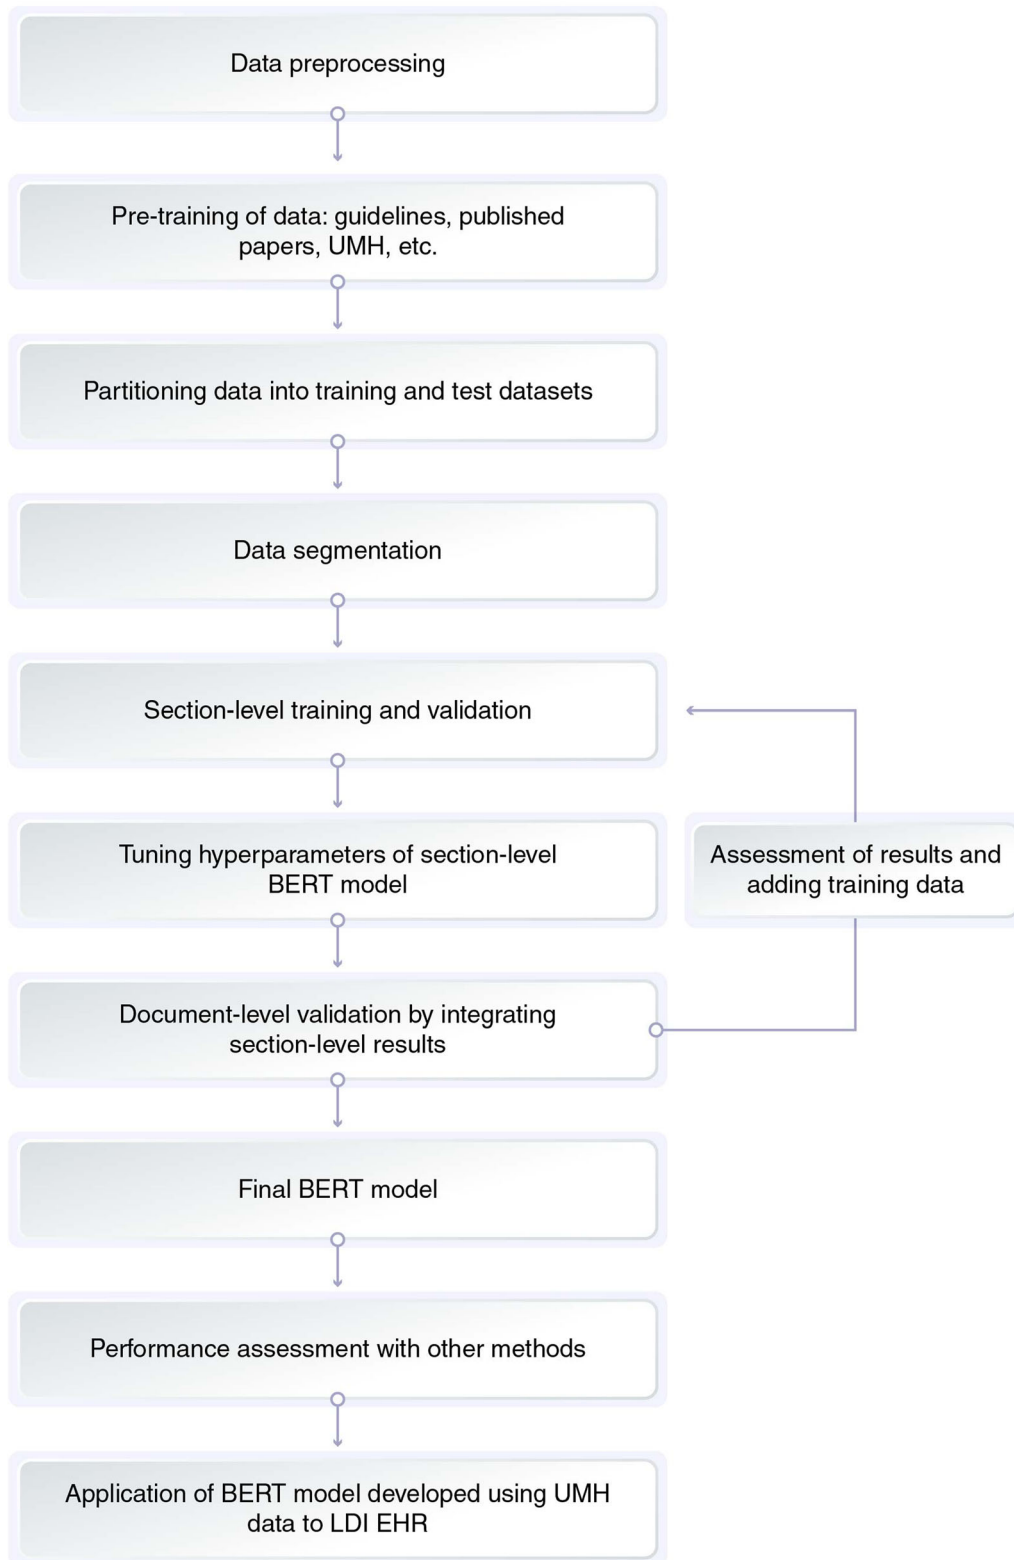 Data preprocessing
Pre-training of data: guidelines, published
papers, UMH, etc.
Partitioning data into training and test datasets
Data segmentation
Section-level training and validation
Tuning hyperparameters of section-level
BERT model
Assessment of results and
adding training data
Document-level validation by integrating
section-level results
Final BERT model
Performance assessment with other methods
Application of BERT model developed using UMH
data to LDI EHR